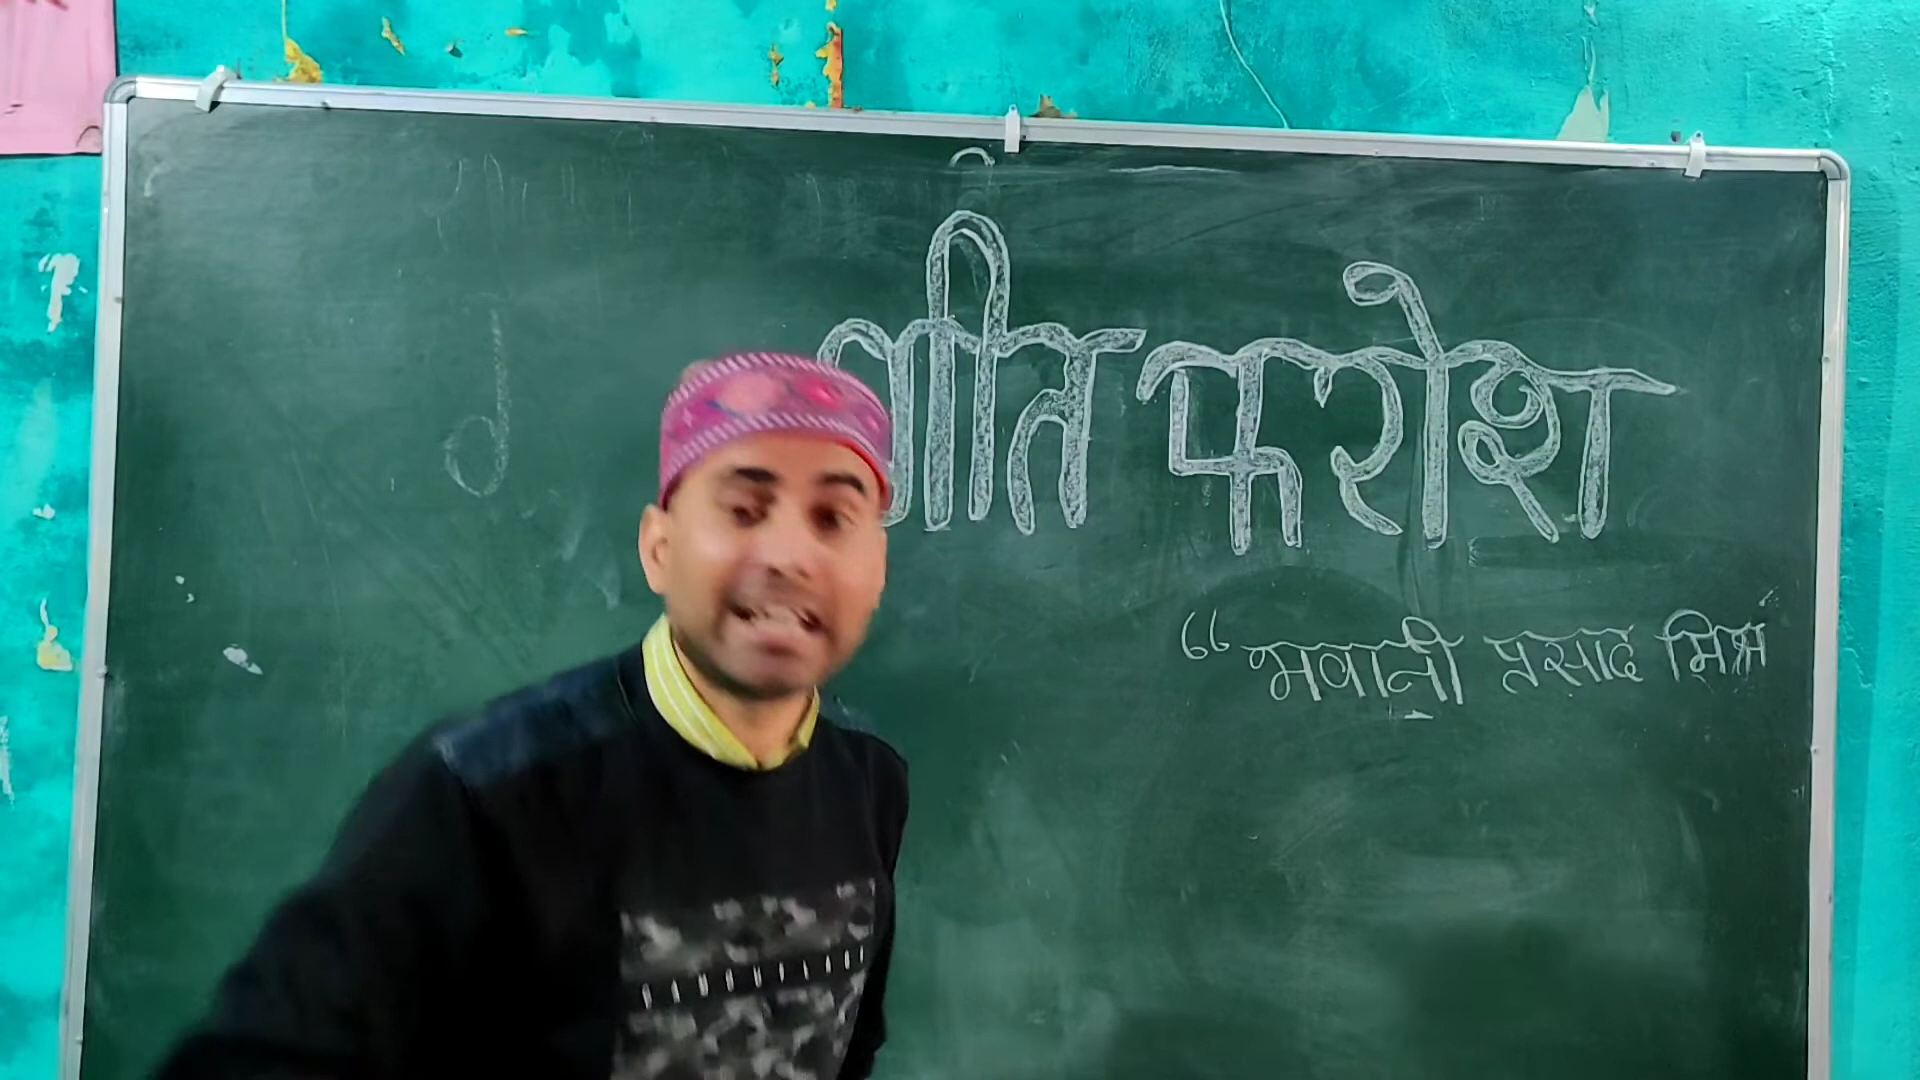 गीत फरोश
“ भवानी प्रसाद मिश्र